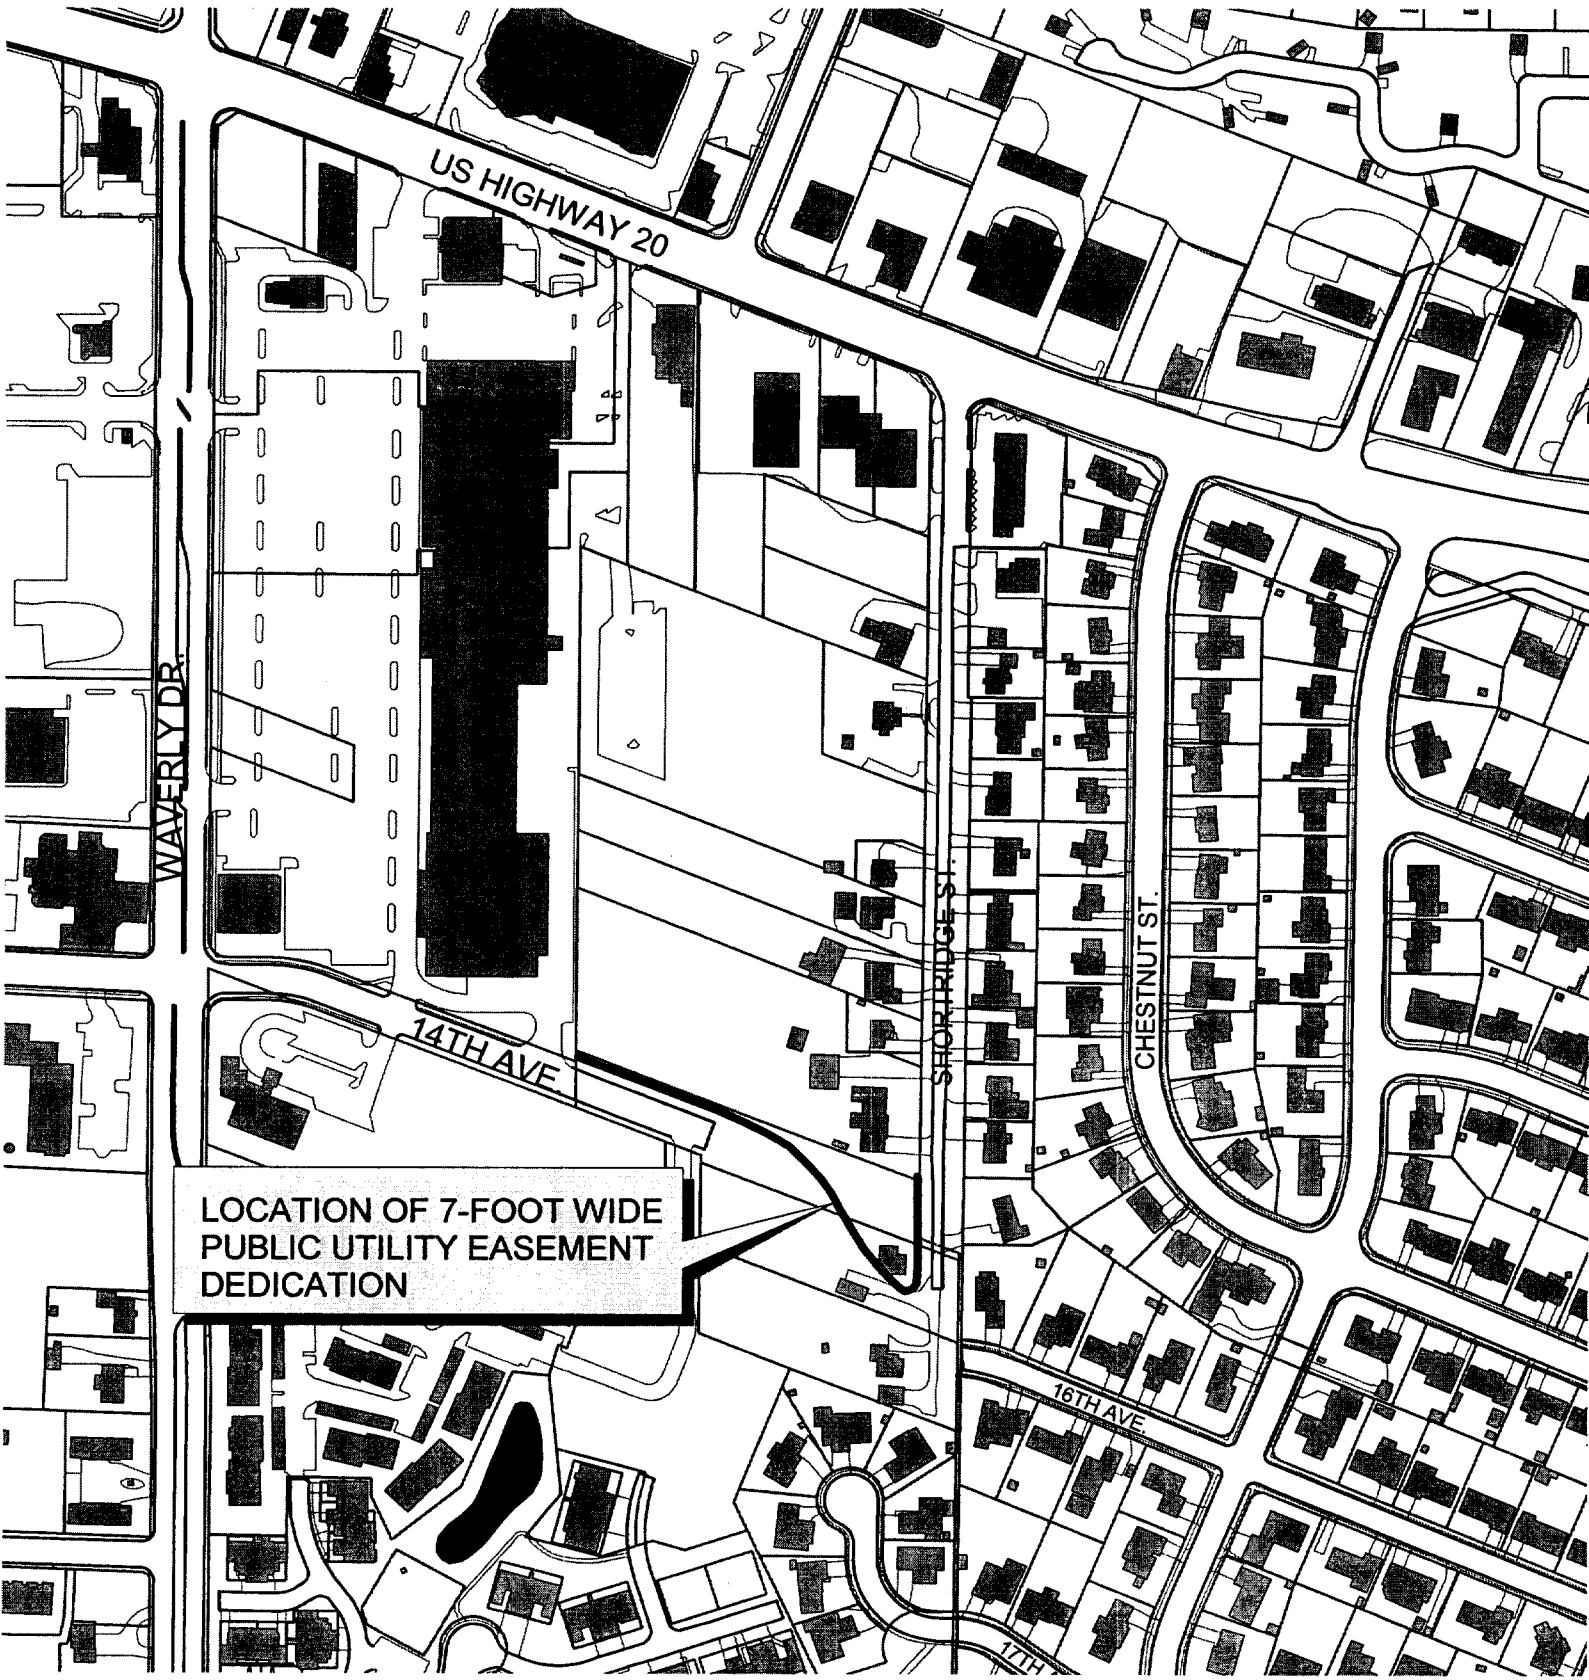 US HIGHWAY 20
WAVERLY DR.
SHORTRIDGE ST.
CHESTNUT ST.
14TH AVE.
LOCATION OF 7-FOOT WIDE
PUBLIC UTILITY EASEMENT
DEDICATION
16TH AVE.
17TH